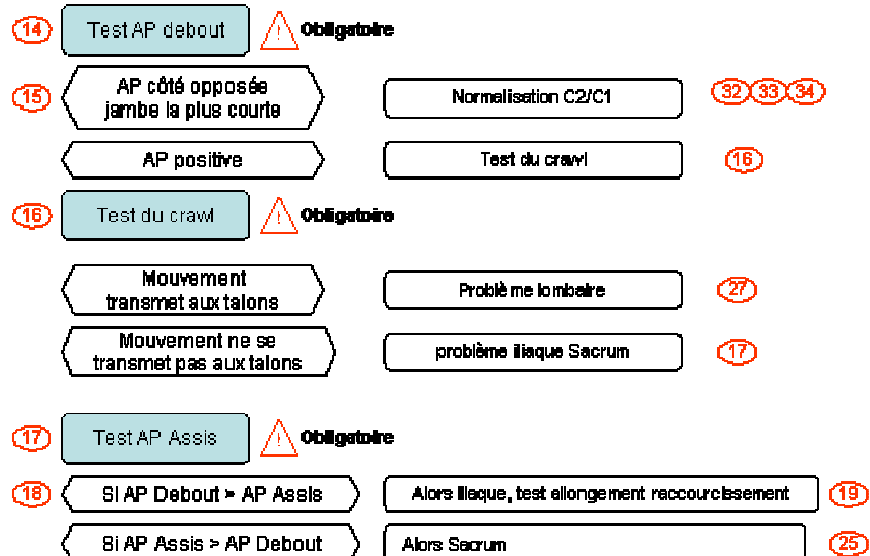 14 Test AP debout ! Obligatoire
15 AP côté opposée
jambe la plus courte
Normalisation C2/C1 32 33 34
AP positive Test du crawl 16
16 Test du crawl ! Obligatoire
Mouvement
transmet aux talons
Problème lombaire 27
Mouvement ne se
transmet pas aux talons
problème iliaque Sacrum 17
17 Test AP Assis ! Obligatoire
18 Si AP Debout > AP Assis Alors Iliaque, test allongement raccourcissement 19
Si AP Assis > AP Debout Alors Sacrum 25